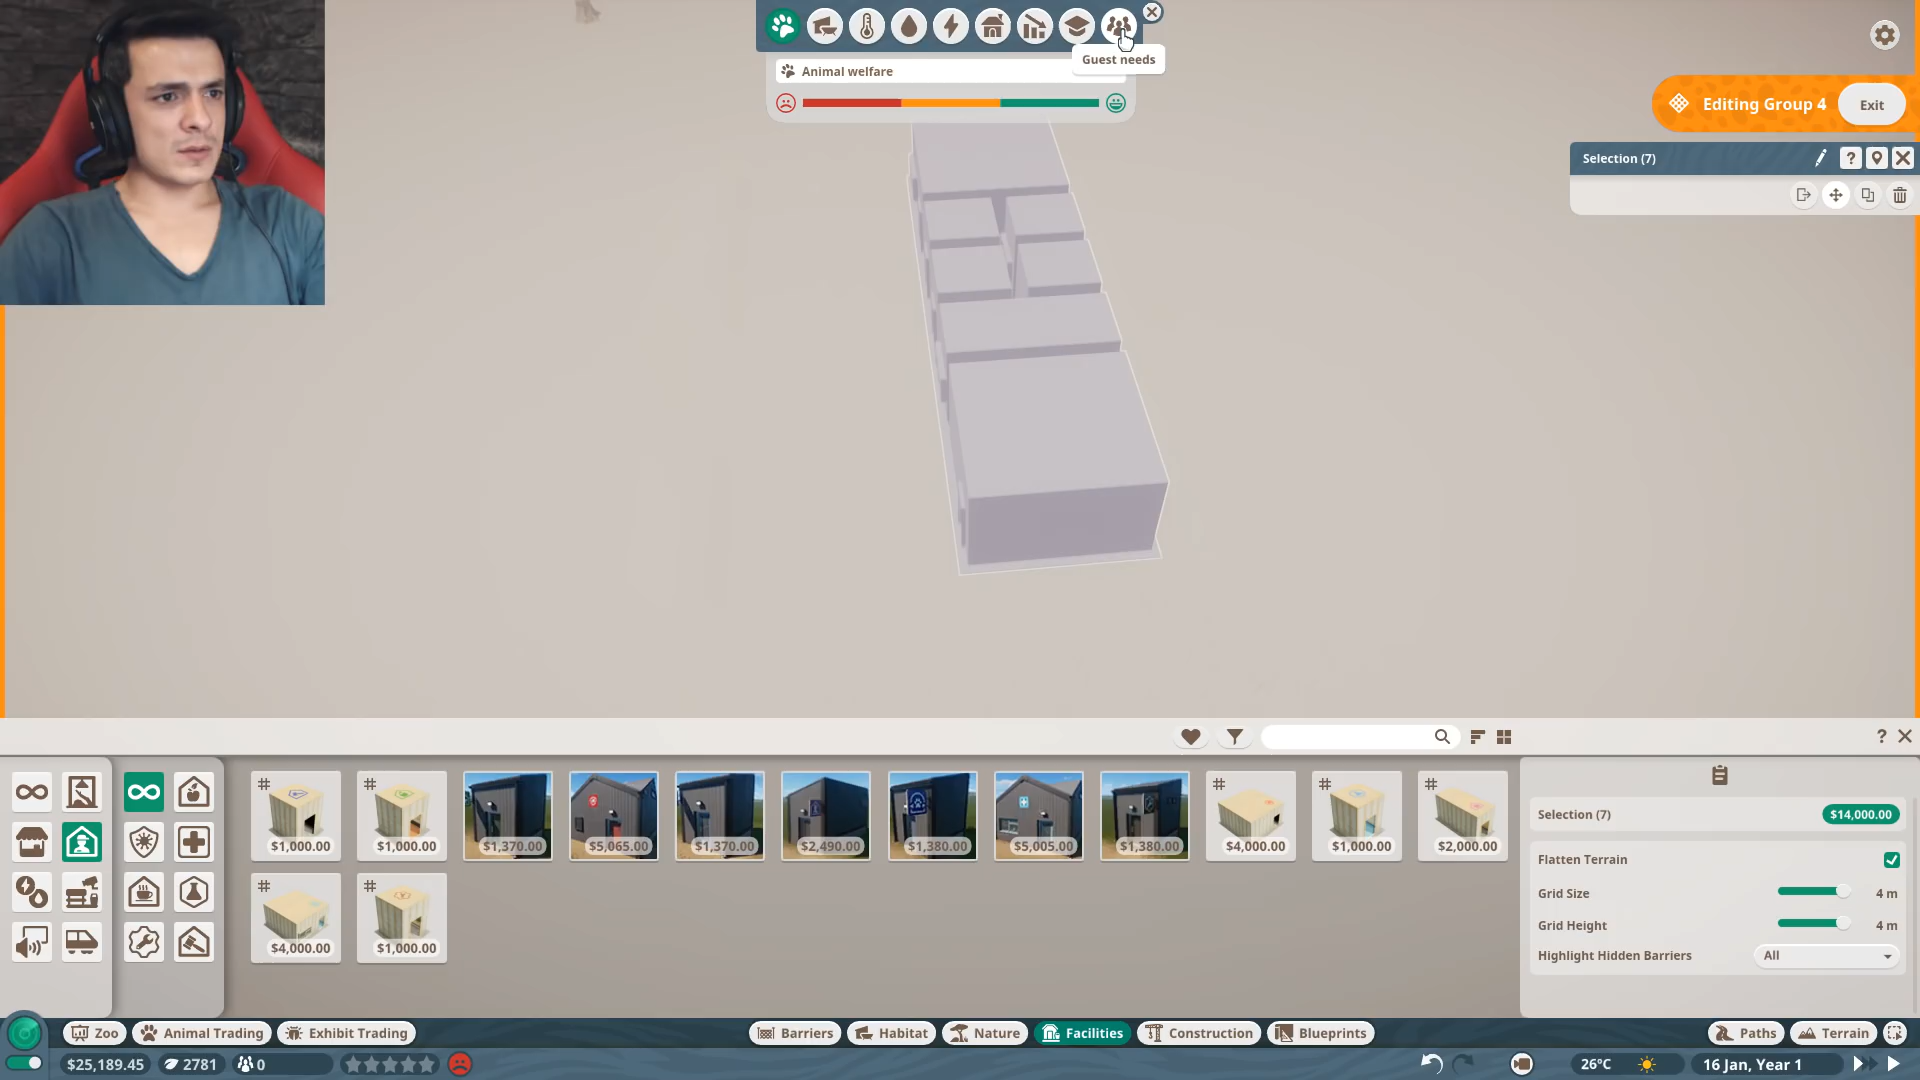 Guest needs
Animal welfare
Editing Group 4
Exit
Selection (7)
?
?
$1,000.00
$1,000.00
$1,370.00
$5,065.00
$1,370.00
$2,490.00
$1,380.00
$5,005.00
$1,380.00
$4,000.00
$1,000.00
$2,000.00
$4,000.00
$1,000.00
Selection (7)
$14,000.00
Flatten Terrain
Grid Size
4 m
Grid Height
4 m
Highlight Hidden Barriers
All
Zoo
Animal Trading
Exhibit Trading
Barriers
Habitat
Nature
Facilities
Construction
Blueprints
Paths
Terrain
$25,189.45
2781
0
26°C
16 Jan, Year 1